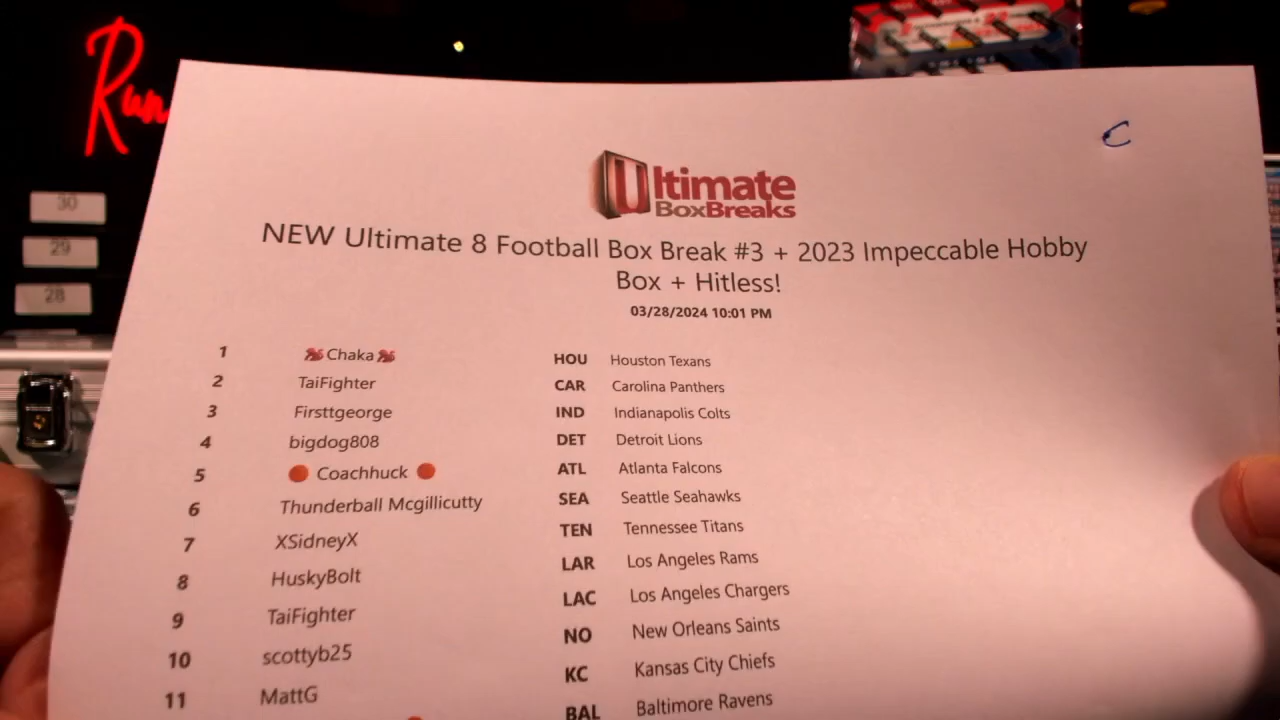 Run
30
29
28
C
Ultimate
BoxBreaks
NEW Ultimate 8 Football Box Break #3 + 2023 Impeccable Hobby
Box + Hitless!
03/28/2024 10:01 PM
1 Chaka HOU Houston Texans
2 TaiFighter CAR Carolina Panthers
3 Firsttgeorge IND Indianapolis Colts
4 bigdog808 DET Detroit Lions
5 Coachhuck ATL Atlanta Falcons
6 Thunderball Mcgillicutty SEA Seattle Seahawks
7 XSidneyX TEN Tennessee Titans
8 HuskyBolt LAR Los Angeles Rams
9 TaiFighter LAC Los Angeles Chargers
10 scottyb25 NO New Orleans Saints
11 MattG KC Kansas City Chiefs
BAL Baltimore Ravens